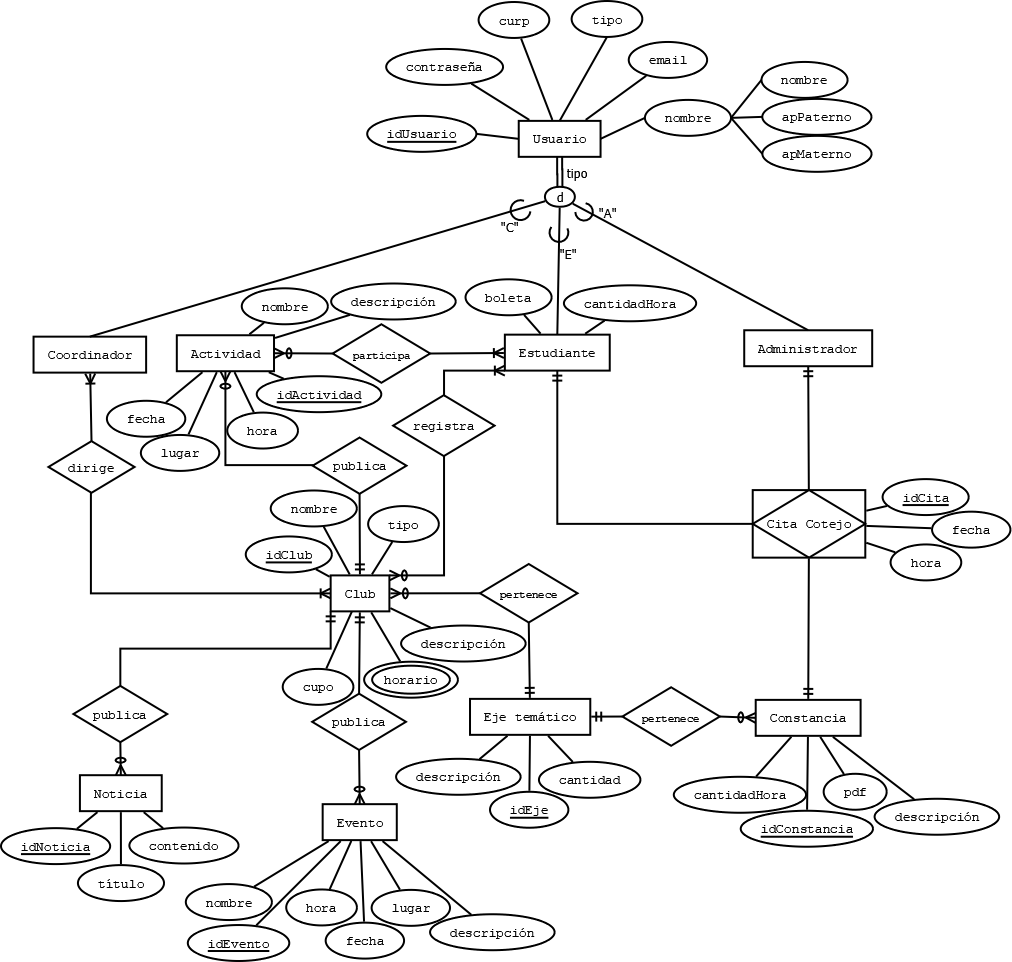 curp
tipo
contraseña
email
nombre
nombre
apPaterno
apMaterno
idUsuario
Usuario
tipo
d
"C"
"A"
"E"
nombre
descripción
boleta
cantidadHora
Coordinador
Actividad
participa
Estudiante
Administrador
idActividad
fecha
hora
lugar
registra
dirige
publica
nombre
tipo
idClub
Cita Cotejo
idCita
fecha
hora
Club
pertenece
descripción
horario
cupo
publica
publica
Eje temático
pertenece
Constancia
descripción
cantidad
idEje
cantidadHora
pdf
descripción
idConstancia
Noticia
Evento
idNoticia
contenido
título
nombre
hora
lugar
descripción
idEvento
fecha